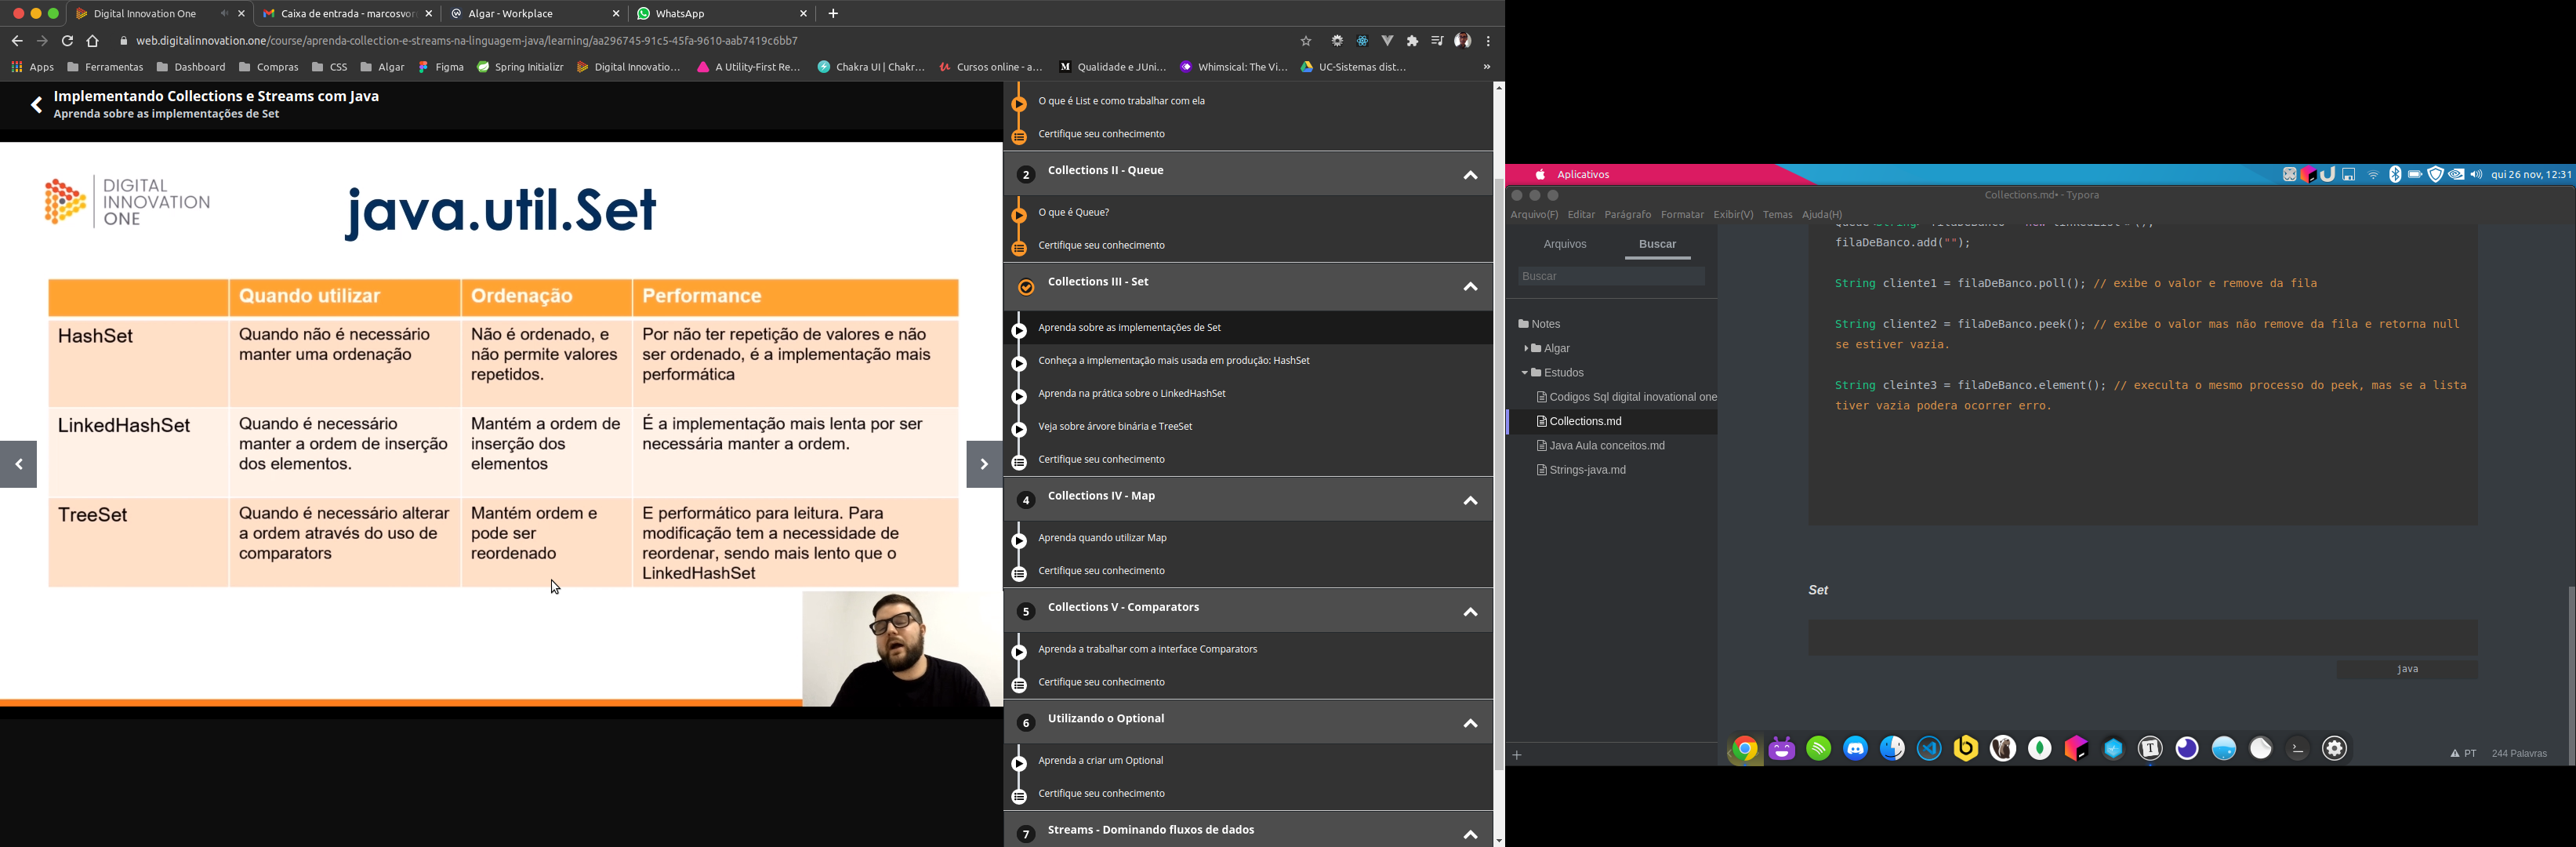 Digital Innovation One
Caixa de entrada - marcosvor
Algar - Workplace
WhatsApp
web.digitalinnovation.one/course/aprenda-collection-e-streams-na-linguagem-java/learning/aa296745-91c5-45fa-9610-aab7419c6bb7
Apps
Ferramentas
Dashboard
Compras
CSS
Algar
Figma
Spring Initializr
Digital Innovatio...
A Utility-First Re...
Chakra UI | Chakr...
Cursos online - a...
Qualidade e JUni...
Whimsical: The Vi...
UC-Sistemas dist...
»
Implementando Collections e Streams com Java
Aprenda sobre as implementações de Set
DIGITAL
INNOVATION
ONE
java.util.Set
Quando utilizar
Ordenação
Performance
HashSet
Quando não é necessário
manter uma ordenação
Não é ordenado, e
não permite valores
repetidos.
Por não ter repetição de valores e não
ser ordenado, é a implementação mais
performática
LinkedHashSet
Quando é necessário
manter a ordem de inserção
dos elementos.
Mantém a ordem de
inserção dos
elementos
É a implementação mais lenta por ser
necessária manter a ordem.
TreeSet
Quando é necessário alterar
a ordem através do uso de
comparators
Mantém ordem e
pode ser
reordenado
E performático para leitura. Para
modificação tem a necessidade de
reordenar, sendo mais lento que o
LinkedHashSet
O que é List e como trabalhar com ela
Certifique seu conhecimento
2 Collections II - Queue
O que é Queue?
Certifique seu conhecimento
Collections III - Set
Aprenda sobre as implementações de Set
Conheça a implementação mais usada em produção: HashSet
Aprenda na prática sobre o LinkedHashSet
Veja sobre árvore binária e TreeSet
Certifique seu conhecimento
4 Collections IV - Map
Aprenda quando utilizar Map
Certifique seu conhecimento
5 Collections V - Comparators
Aprenda a trabalhar com a interface Comparators
Certifique seu conhecimento
6 Utilizando o Optional
Aprenda a criar um Optional
Certifique seu conhecimento
7 Streams - Dominando fluxos de dados
Aplicativos
qui 26 nov, 12:31
Collections.md• - Typora
Arquivo(F) Editar Parágrafo Formatar Exibir(V) Temas Ajuda(H)
Arquivos
Buscar
Buscar
Notes
Algar
Estudos
Codigos Sql digital inovational one
Collections.md
Java Aula conceitos.md
Strings-java.md
filaDeBanco.add("");
String cliente1 = filaDeBanco.poll(); // exibe o valor e remove da fila
String cliente2 = filaDeBanco.peek(); // exibe o valor mas não remove da fila e retorna null
se estiver vazia.
String cleinte3 = filaDeBanco.element(); // execulta o mesmo processo do peek, mas se a lista
tiver vazia podera ocorrer erro.
Set
java
PT
244 Palavras